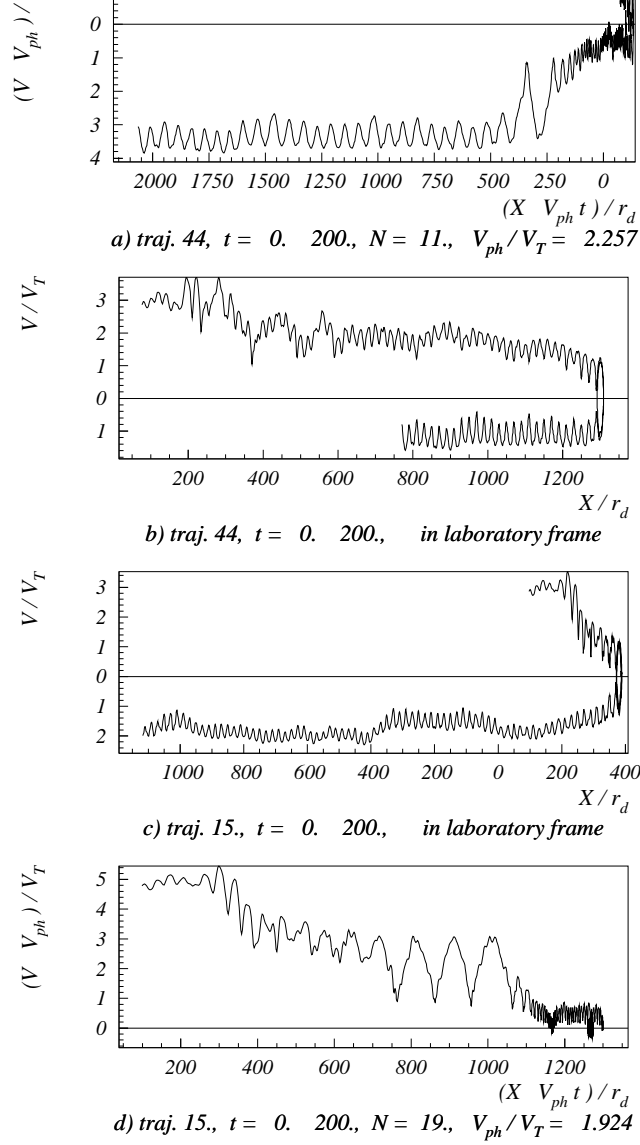 (V V_ph) /
0
1
2
3
4
2000 1750 1500 1250 1000 750 500 250 0
(X V_ph t ) / r_d
a) traj. 44, t = 0. 200., N = 11., V_ph / V_T = 2.257
V / V_T
3
2
1
0
1
200 400 600 800 1000 1200
X / r_d
b) traj. 44, t = 0. 200., in laboratory frame
V / V_T
3
2
1
0
1
2
1000 800 600 400 200 0 200 400
X / r_d
c) traj. 15., t = 0. 200., in laboratory frame
(V V_ph ) / V_T
5
4
3
2
1
0
200 400 600 800 1000 1200
(X V_ph t ) / r_d
d) traj. 15., t = 0. 200., N = 19., V_ph / V_T = 1.924